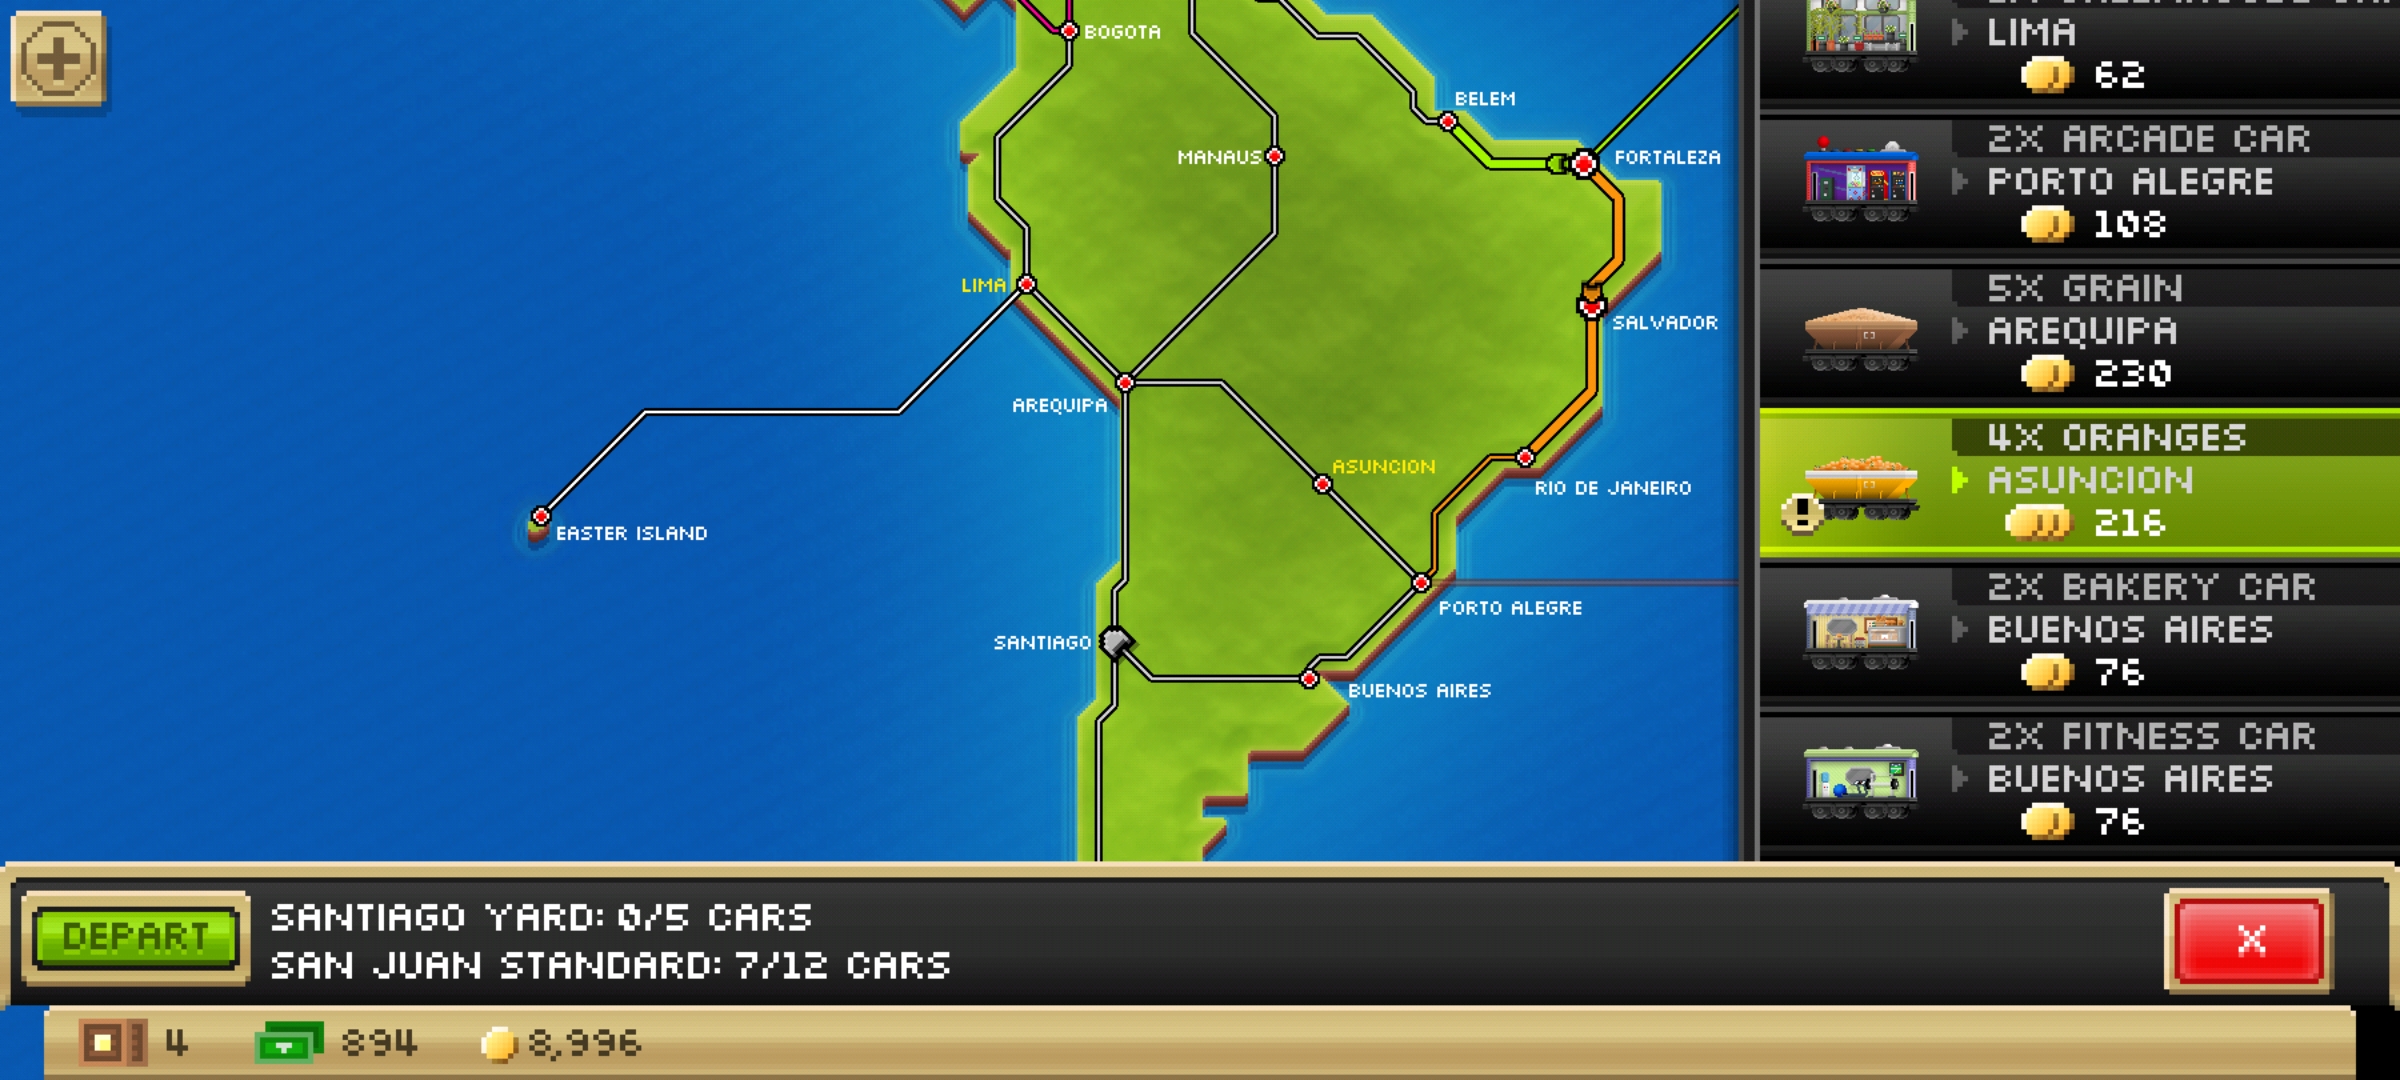 BOGOTA
BELEM
MANAUS
FORTALEZA
LIMA
SALVADOR
AREQUIPA
ASUNCION
RIO DE JANEIRO
EASTER ISLAND
PORTO ALEGRE
SANTIAGO
BUENOS AIRES
LIMA
62
2X ARCADE CAR
PORTO ALEGRE
108
5X GRAIN
AREQUIPA
230
4X ORANGES
ASUNCION
216
2X BAKERY CAR
BUENOS AIRES
76
2X FITNESS CAR
BUENOS AIRES
76
DEPART
SANTIAGO YARD: 0/5 CARS
SAN JUAN STANDARD: 7/12 CARS
X
4
894
8,996